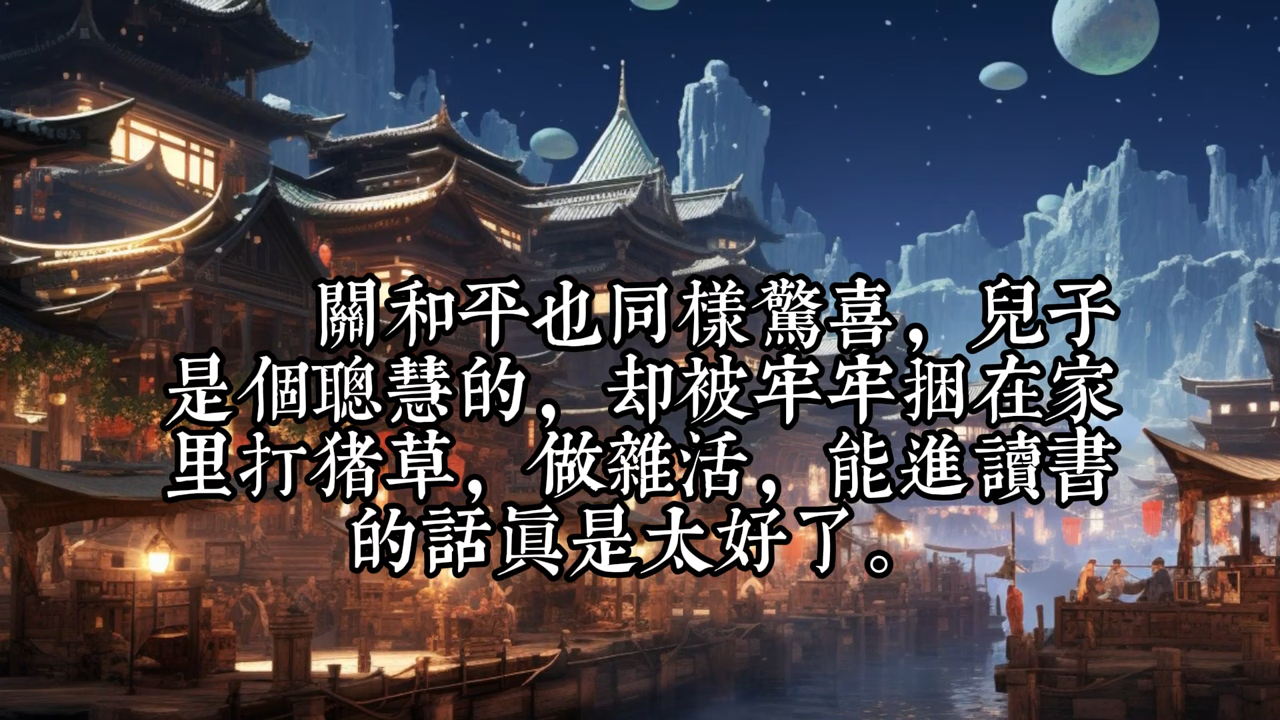 關和平也同樣驚喜，兒子
是個聰慧的，却被牢牢捆在家
里打猪草，做雜活，能進讀書
的話眞是太好了。